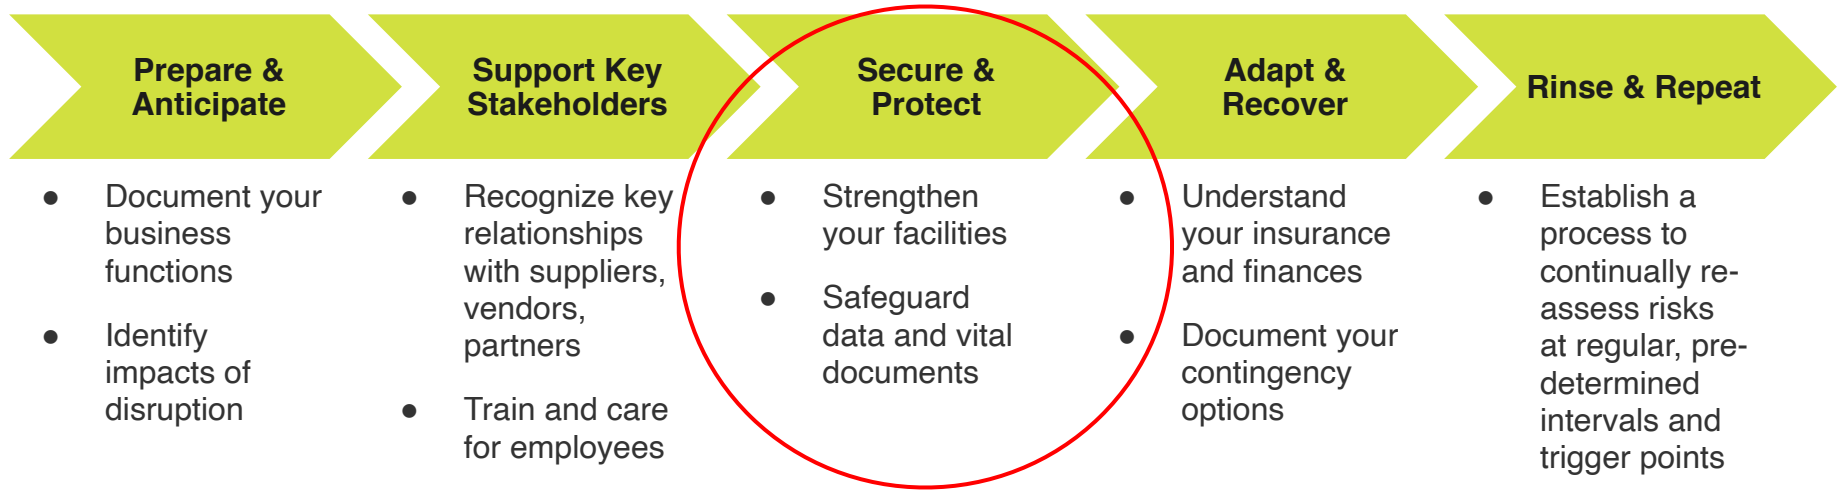 Prepare &
Anticipate
Support Key
Stakeholders
Secure &
Protect
Adapt &
Recover
Rinse & Repeat
● Document your
business
functions
● Identify
impacts of
disruption
● Recognize key
relationships
with suppliers,
vendors,
partners
● Train and care
for employees
● Strengthen
your facilities
● Safeguard
data and vital
documents
● Understand
your insurance
and finances
● Document your
contingency
options
● Establish a
process to
continually re-
assess risks
at regular, pre-
determined
intervals and
trigger points